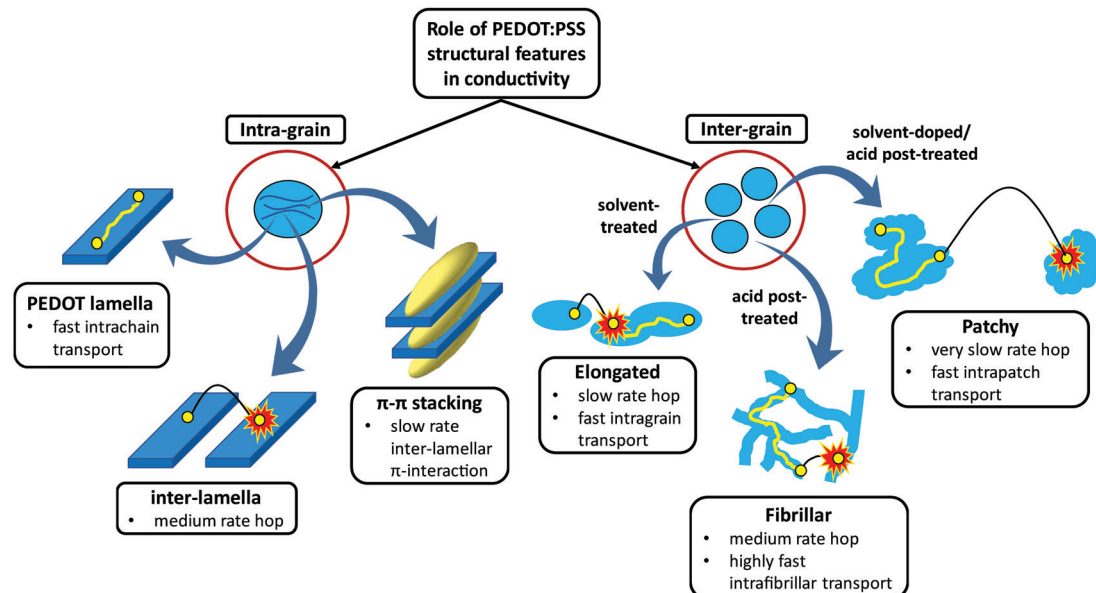 Role of PEDOT:PSS
structural features
in conductivity
Intra-grain
Inter-grain
solvent-doped/
acid post-treated
solvent-
treated
acid post-
treated
PEDOT lamella
• fast intrachain
transport
inter-lamella
• medium rate hop
π-π stacking
• slow rate
inter-lamellar
π-interaction
Elongated
• slow rate hop
• fast intragrain
transport
Fibrillar
• medium rate hop
• highly fast
intrafibrillar transport
Patchy
• very slow rate hop
• fast intrapatch
transport